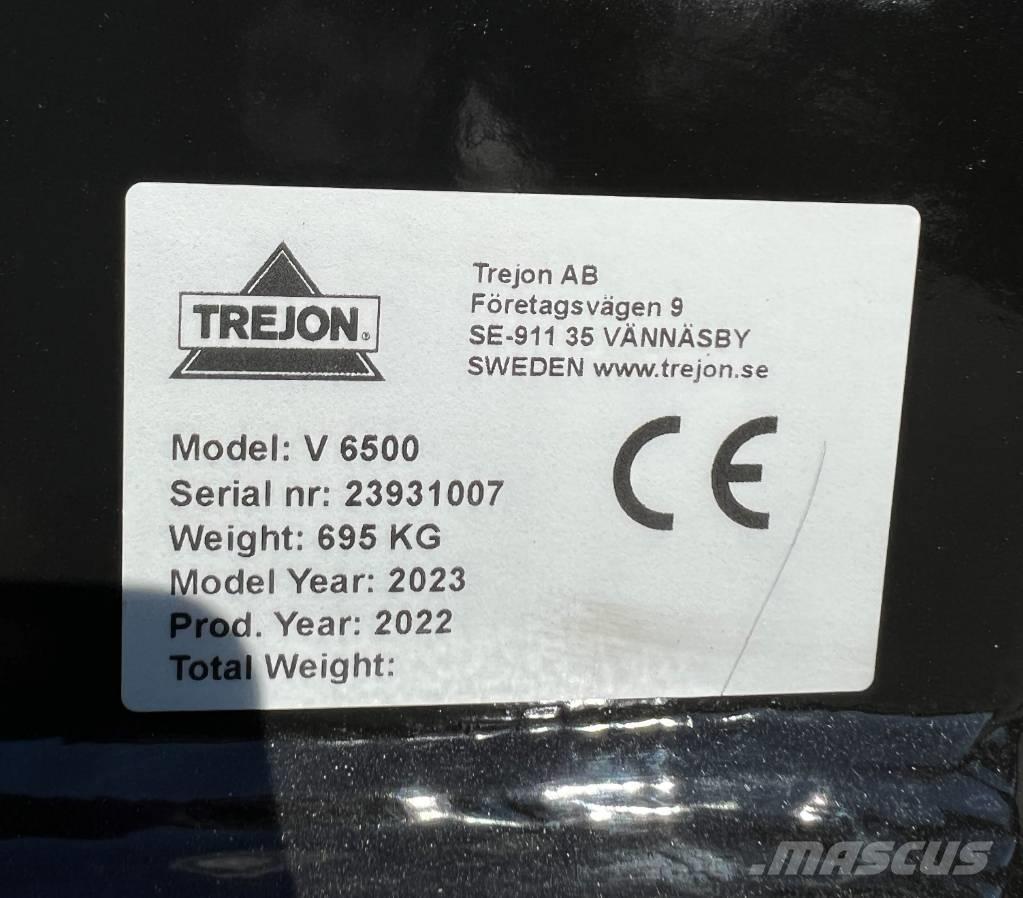 TREJON®
Trejon AB
Företagsvägen 9
SE-911 35 VÄNNÄSBY
SWEDEN www.trejon.se
CE
Model: V 6500
Serial nr: 23931007
Weight: 695 KG
Model Year: 2023
Prod. Year: 2022
Total Weight:
.MASCUS